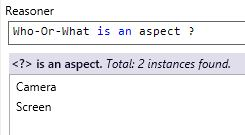 Reasoner
Who-Or-What is an aspect ?
<?> is an aspect. Total: 2 instances found.
Camera
Screen